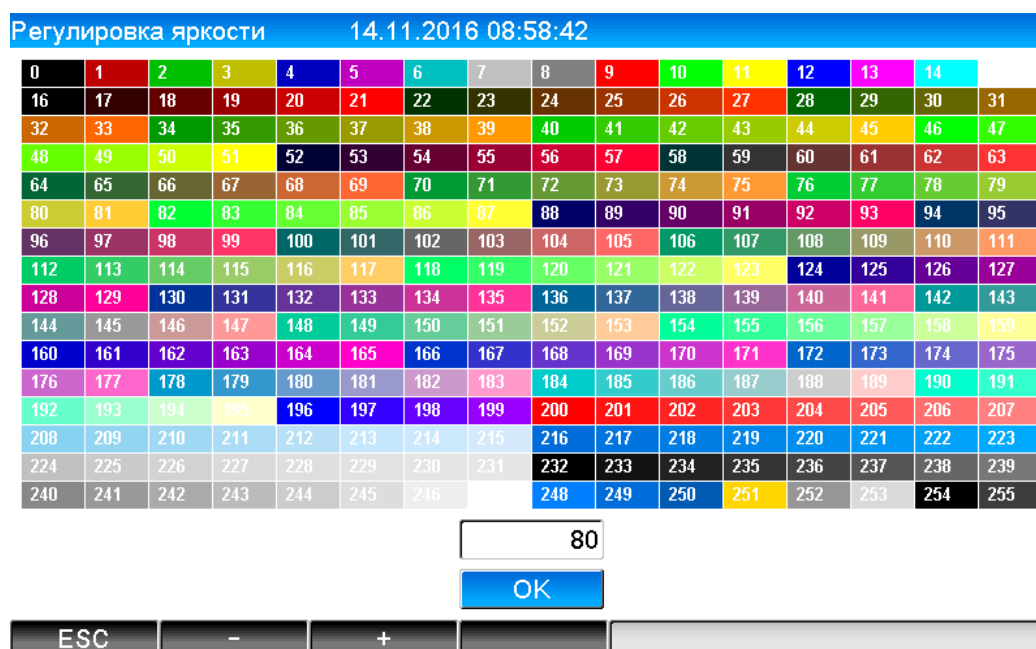 Регулировка яркости 14.11.2016 08:58:42
0 1 2 3 4 5 6 7 8 9 10 11 12 13 14
16 17 18 19 20 21 22 23 24 25 26 27 28 29 30 31
32 33 34 35 36 37 38 39 40 41 42 43 44 45 46 47
48 49 50 51 52 53 54 55 56 57 58 59 60 61 62 63
64 65 66 67 68 69 70 71 72 73 74 75 76 77 78 79
80 81 82 83 84 85 86 87 88 89 90 91 92 93 94 95
96 97 98 99 100 101 102 103 104 105 106 107 108 109 110 111
112 113 114 115 116 117 118 119 120 121 122 123 124 125 126 127
128 129 130 131 132 133 134 135 136 137 138 139 140 141 142 143
144 145 146 147 148 149 150 151 152 153 154 155 156 157 158 159
160 161 162 163 164 165 166 167 168 169 170 171 172 173 174 175
176 177 178 179 180 181 182 183 184 185 186 187 188 189 190 191
192 193 194 195 196 197 198 199 200 201 202 203 204 205 206 207
208 209 210 211 212 213 214 215 216 217 218 219 220 221 222 223
224 225 226 227 228 229 230 231 232 233 234 235 236 237 238 239
240 241 242 243 244 245 246 248 249 250 251 252 253 254 255
80
OK
ESC - +